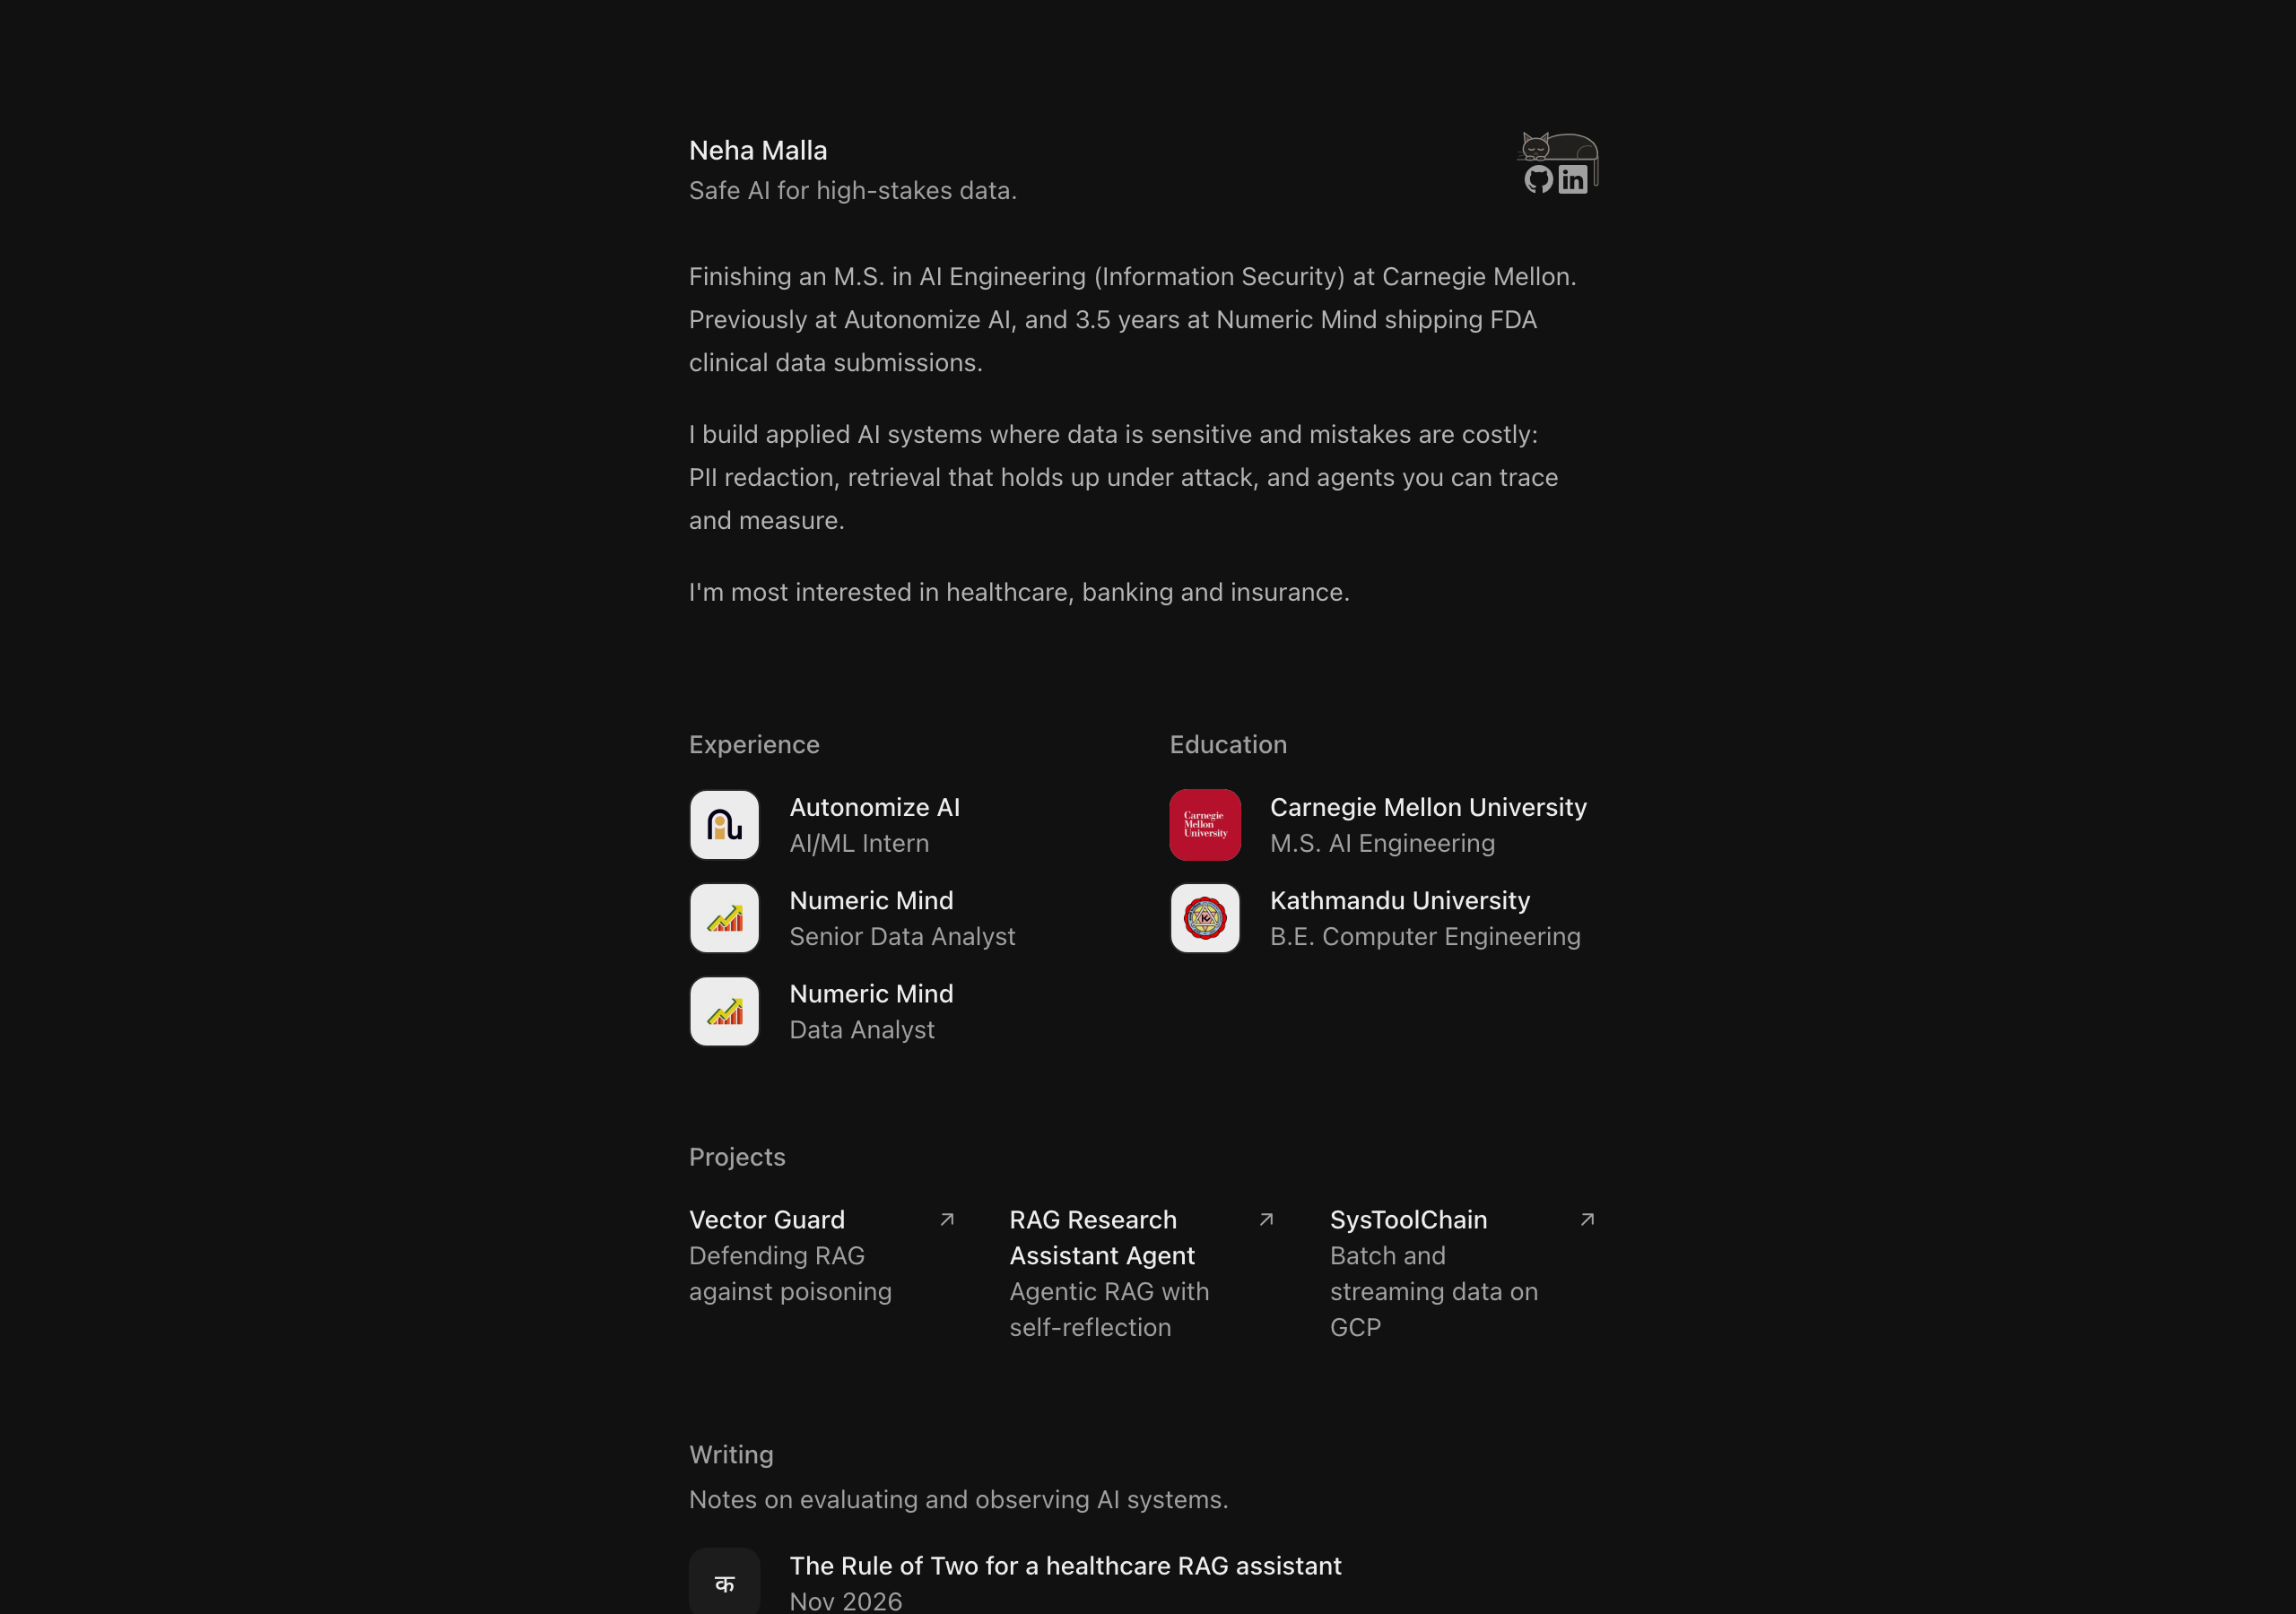 Neha Malla
Safe AI for high-stakes data.
Finishing an M.S. in AI Engineering (Information Security) at Carnegie Mellon.
Previously at Autonomize AI, and 3.5 years at Numeric Mind shipping FDA
clinical data submissions.
I build applied AI systems where data is sensitive and mistakes are costly:
PII redaction, retrieval that holds up under attack, and agents you can trace
and measure.
I'm most interested in healthcare, banking and insurance.
Experience
Autonomize AI
AI/ML Intern
Numeric Mind
Senior Data Analyst
Numeric Mind
Data Analyst
Education
Carnegie
Mellon
University
Carnegie Mellon University
M.S. AI Engineering
Kathmandu University
B.E. Computer Engineering
Projects
Vector Guard
Defending RAG
against poisoning
RAG Research
Assistant Agent
Agentic RAG with
self-reflection
SysToolChain
Batch and
streaming data on
GCP
Writing
Notes on evaluating and observing AI systems.
क
The Rule of Two for a healthcare RAG assistant
Nov 2026